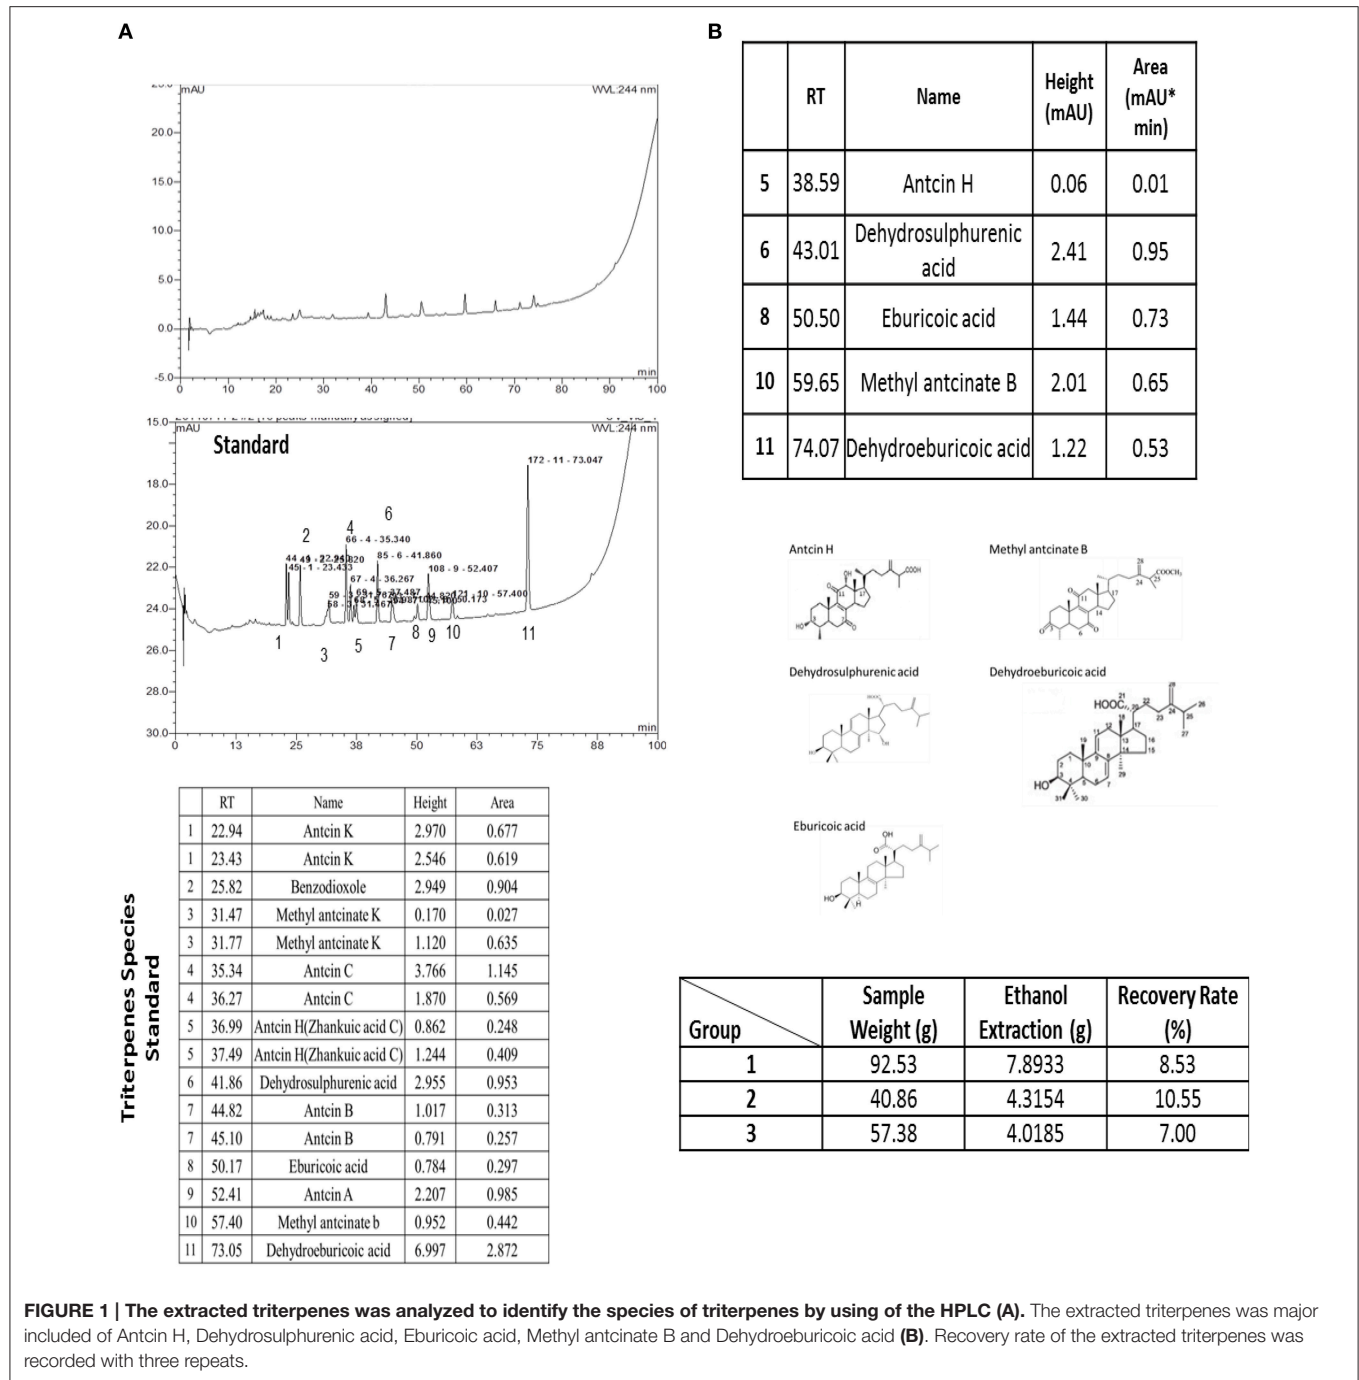 A
mAU
WVL:244 nm
20.0
15.0
10.0
5.0
0.0
-5.0
min
0 10 20 30 40 50 60 70 80 90 100
15.0
mAU
WVL:244 nm
Standard
172 - 11 - 73.047
18.0
6
20.0
4
2
66 - 4 - 35.340
22.0
85 - 6 - 41.860
45 - 1 - 23.433
108 - 9 - 52.407
67 - 4 - 36.267
24.0
1
3
5
7
8
9
10
11
26.0
28.0
30.0
min
0 13 25 38 50 63 75 88 100
Triterpenes Species
Standard
RT Name Height Area
1 22.94 Antcin K 2.970 0.677
1 23.43 Antcin K 2.546 0.619
2 25.82 Benzodioxole 2.949 0.904
3 31.47 Methyl antcinate K 0.170 0.027
3 31.77 Methyl antcinate K 1.120 0.635
4 35.34 Antcin C 3.766 1.145
4 36.27 Antcin C 1.870 0.569
5 36.99 Antcin H(Zhankuic acid C) 0.862 0.248
5 37.49 Antcin H(Zhankuic acid C) 1.244 0.409
6 41.86 Dehydrosulphurenic acid 2.955 0.953
7 44.82 Antcin B 1.017 0.313
7 45.10 Antcin B 0.791 0.257
8 50.17 Eburicoic acid 0.784 0.297
9 52.41 Antcin A 2.207 0.985
10 57.40 Methyl antcinate b 0.952 0.442
11 73.05 Dehydroeburicoic acid 6.997 2.872
B
RT Name Height (mAU) Area (mAU* min)
5 38.59 Antcin H 0.06 0.01
6 43.01 Dehydrosulphurenic acid 2.41 0.95
8 50.50 Eburicoic acid 1.44 0.73
10 59.65 Methyl antcinate B 2.01 0.65
11 74.07 Dehydroeburicoic acid 1.22 0.53
Antcin H
Methyl antcinate B
Dehydrosulphurenic acid
Dehydroeburicoic acid
Eburicoic acid
Group Sample Weight (g) Ethanol Extraction (g) Recovery Rate (%)
1 92.53 7.8933 8.53
2 40.86 4.3154 10.55
3 57.38 4.0185 7.00
FIGURE 1 | The extracted triterpenes was analyzed to identify the species of triterpenes by using of the HPLC (A). The extracted triterpenes was major
included of Antcin H, Dehydrosulphurenic acid, Eburicoic acid, Methyl antcinate B and Dehydroeburicoic acid (B). Recovery rate of the extracted triterpenes was
recorded with three repeats.